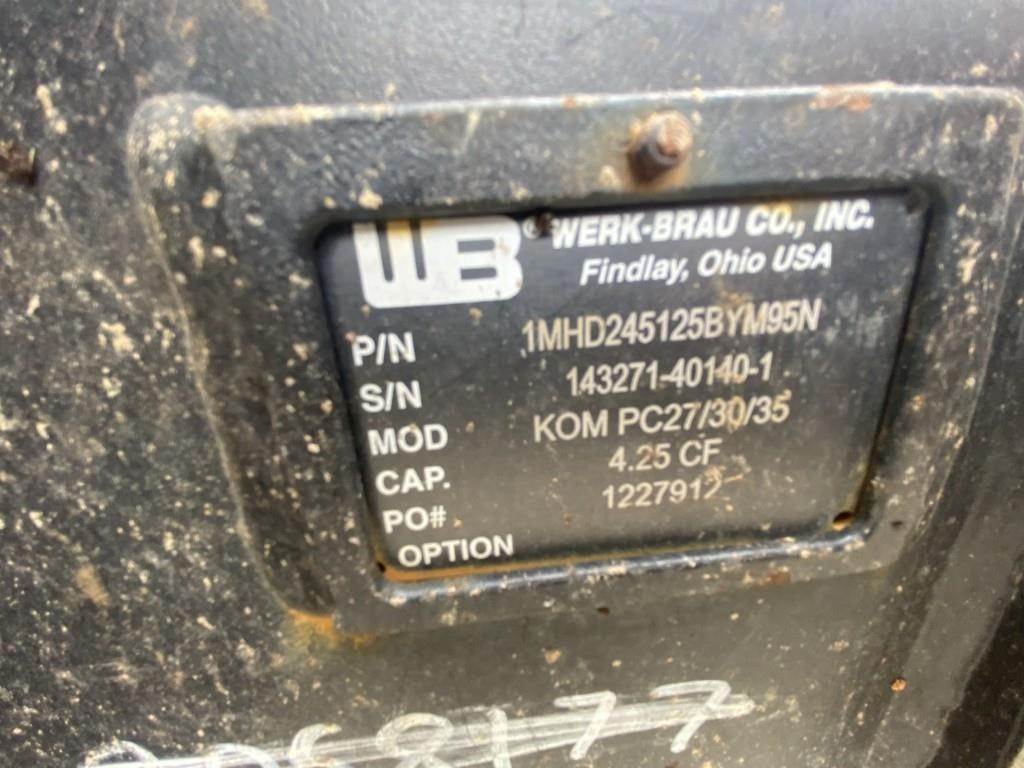 WB® WERK-BRAU CO., INC.
Findlay, Ohio USA
P/N 1MHD245125BYM95N
S/N 143271-40140-1
MOD KOM PC27/30/35
CAP. 4.25 CF
PO# 1227912
OPTION